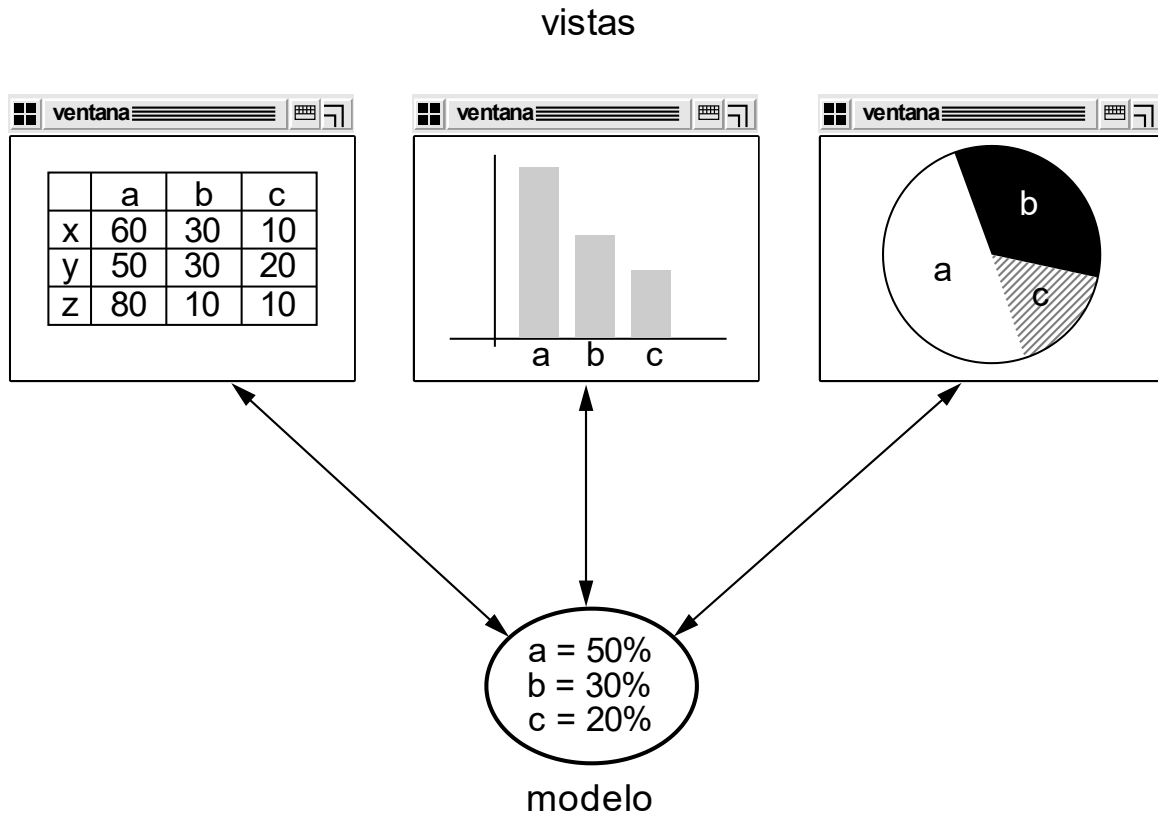 vistas
ventana
ventana
ventana
a b c
x 60 30 10
y 50 30 20
z 80 10 10
a b c
a
b
c
a = 50%
b = 30%
c = 20%
modelo